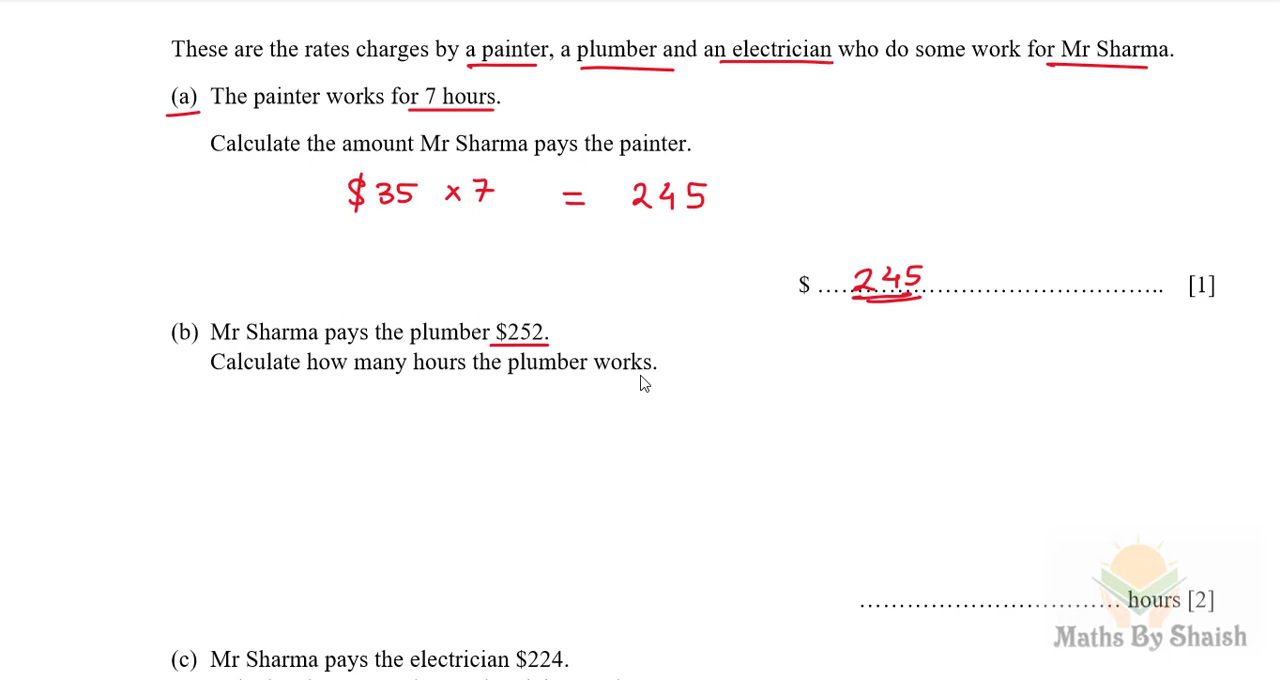 These are the rates charges by a painter, a plumber and an electrician who do some work for Mr Sharma.
(a) The painter works for 7 hours.
Calculate the amount Mr Sharma pays the painter.
$ 35 × 7 = 245
$ ....245.................................. [1]
(b) Mr Sharma pays the plumber $252.
Calculate how many hours the plumber works.
.................................. hours [2]
Maths By Shaish
(c) Mr Sharma pays the electrician $224.